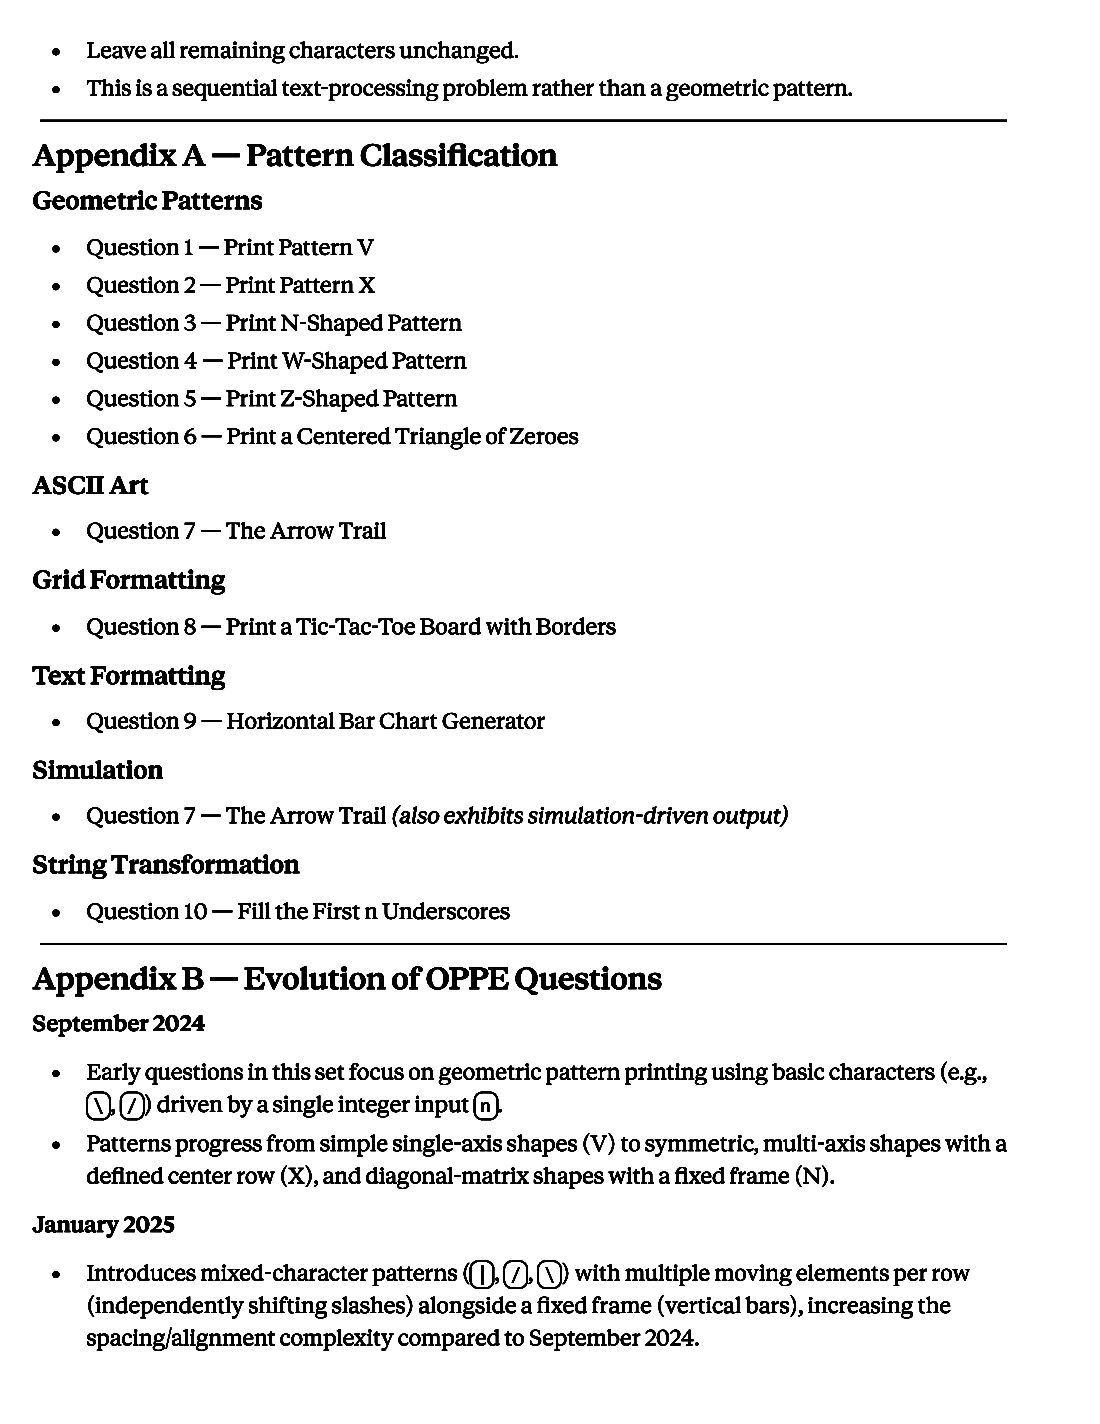 • Leave all remaining characters unchanged.
• This is a sequential text-processing problem rather than a geometric pattern.
Appendix A — Pattern Classification
Geometric Patterns
• Question 1 — Print Pattern V
• Question 2 — Print Pattern X
• Question 3 — Print N-Shaped Pattern
• Question 4 — Print W-Shaped Pattern
• Question 5 — Print Z-Shaped Pattern
• Question 6 — Print a Centered Triangle of Zeroes
ASCII Art
• Question 7 — The Arrow Trail
Grid Formatting
• Question 8 — Print a Tic-Tac-Toe Board with Borders
Text Formatting
• Question 9 — Horizontal Bar Chart Generator
Simulation
• Question 7 — The Arrow Trail (also exhibits simulation-driven output)
String Transformation
• Question 10 — Fill the First n Underscores
Appendix B — Evolution of OPPE Questions
September 2024
• Early questions in this set focus on geometric pattern printing using basic characters (e.g.,
\, /) driven by a single integer input n.
• Patterns progress from simple single-axis shapes (V) to symmetric, multi-axis shapes with a
defined center row (X), and diagonal-matrix shapes with a fixed frame (N).
January 2025
• Introduces mixed-character patterns (|, /, \) with multiple moving elements per row
(independently shifting slashes) alongside a fixed frame (vertical bars), increasing the
spacing/alignment complexity compared to September 2024.